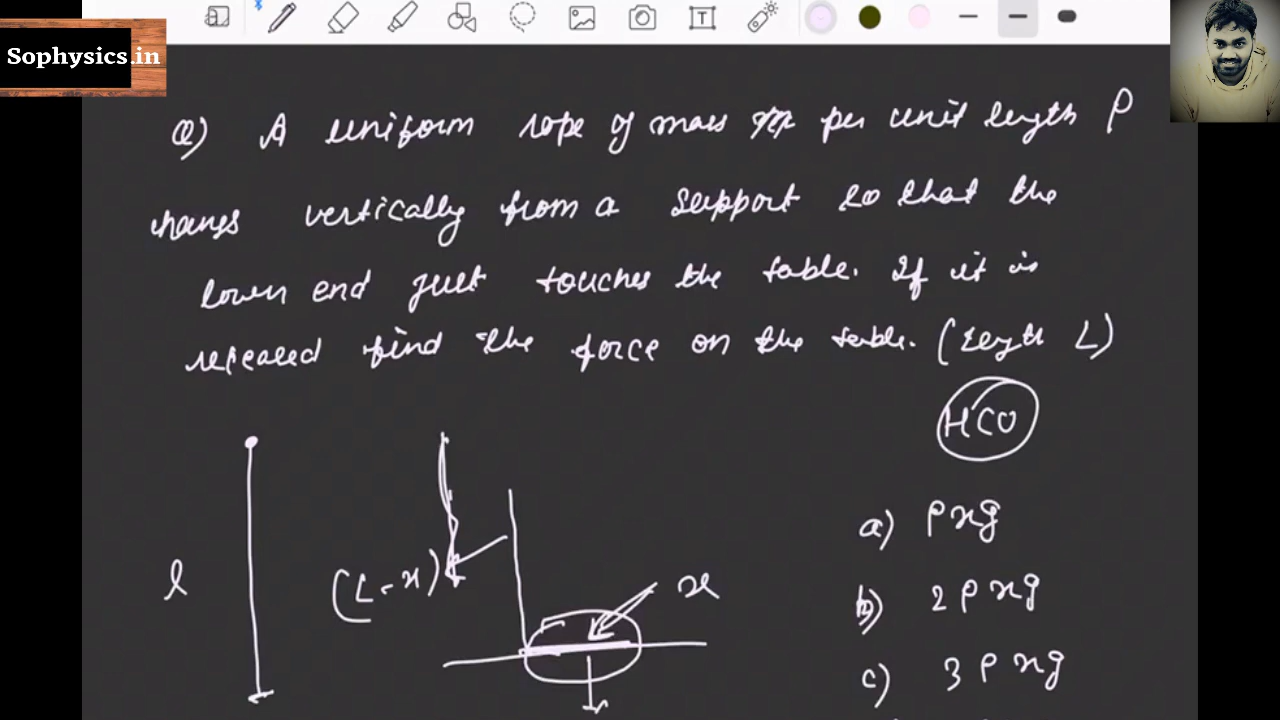 Sophysics.in
Q) A uniform rope of mass per unit length ρ
hangs vertically from a support so that the
lower end just touches the table. If it is
released find the force on the table. (Length L)
HCO
a) ρxg
l
(L-x)
x
b) 2ρxg
c) 3ρxg
T